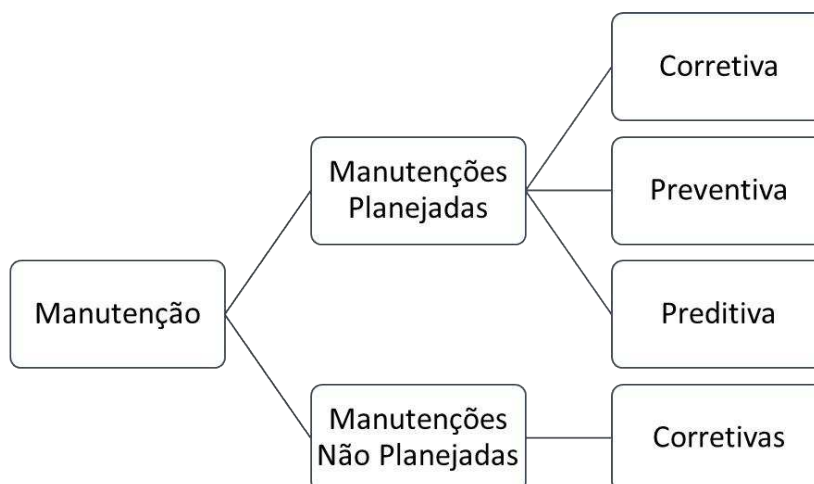 Manutenção
Manutenções
Planejadas
Corretiva
Preventiva
Preditiva
Manutenções
Não Planejadas
Corretivas